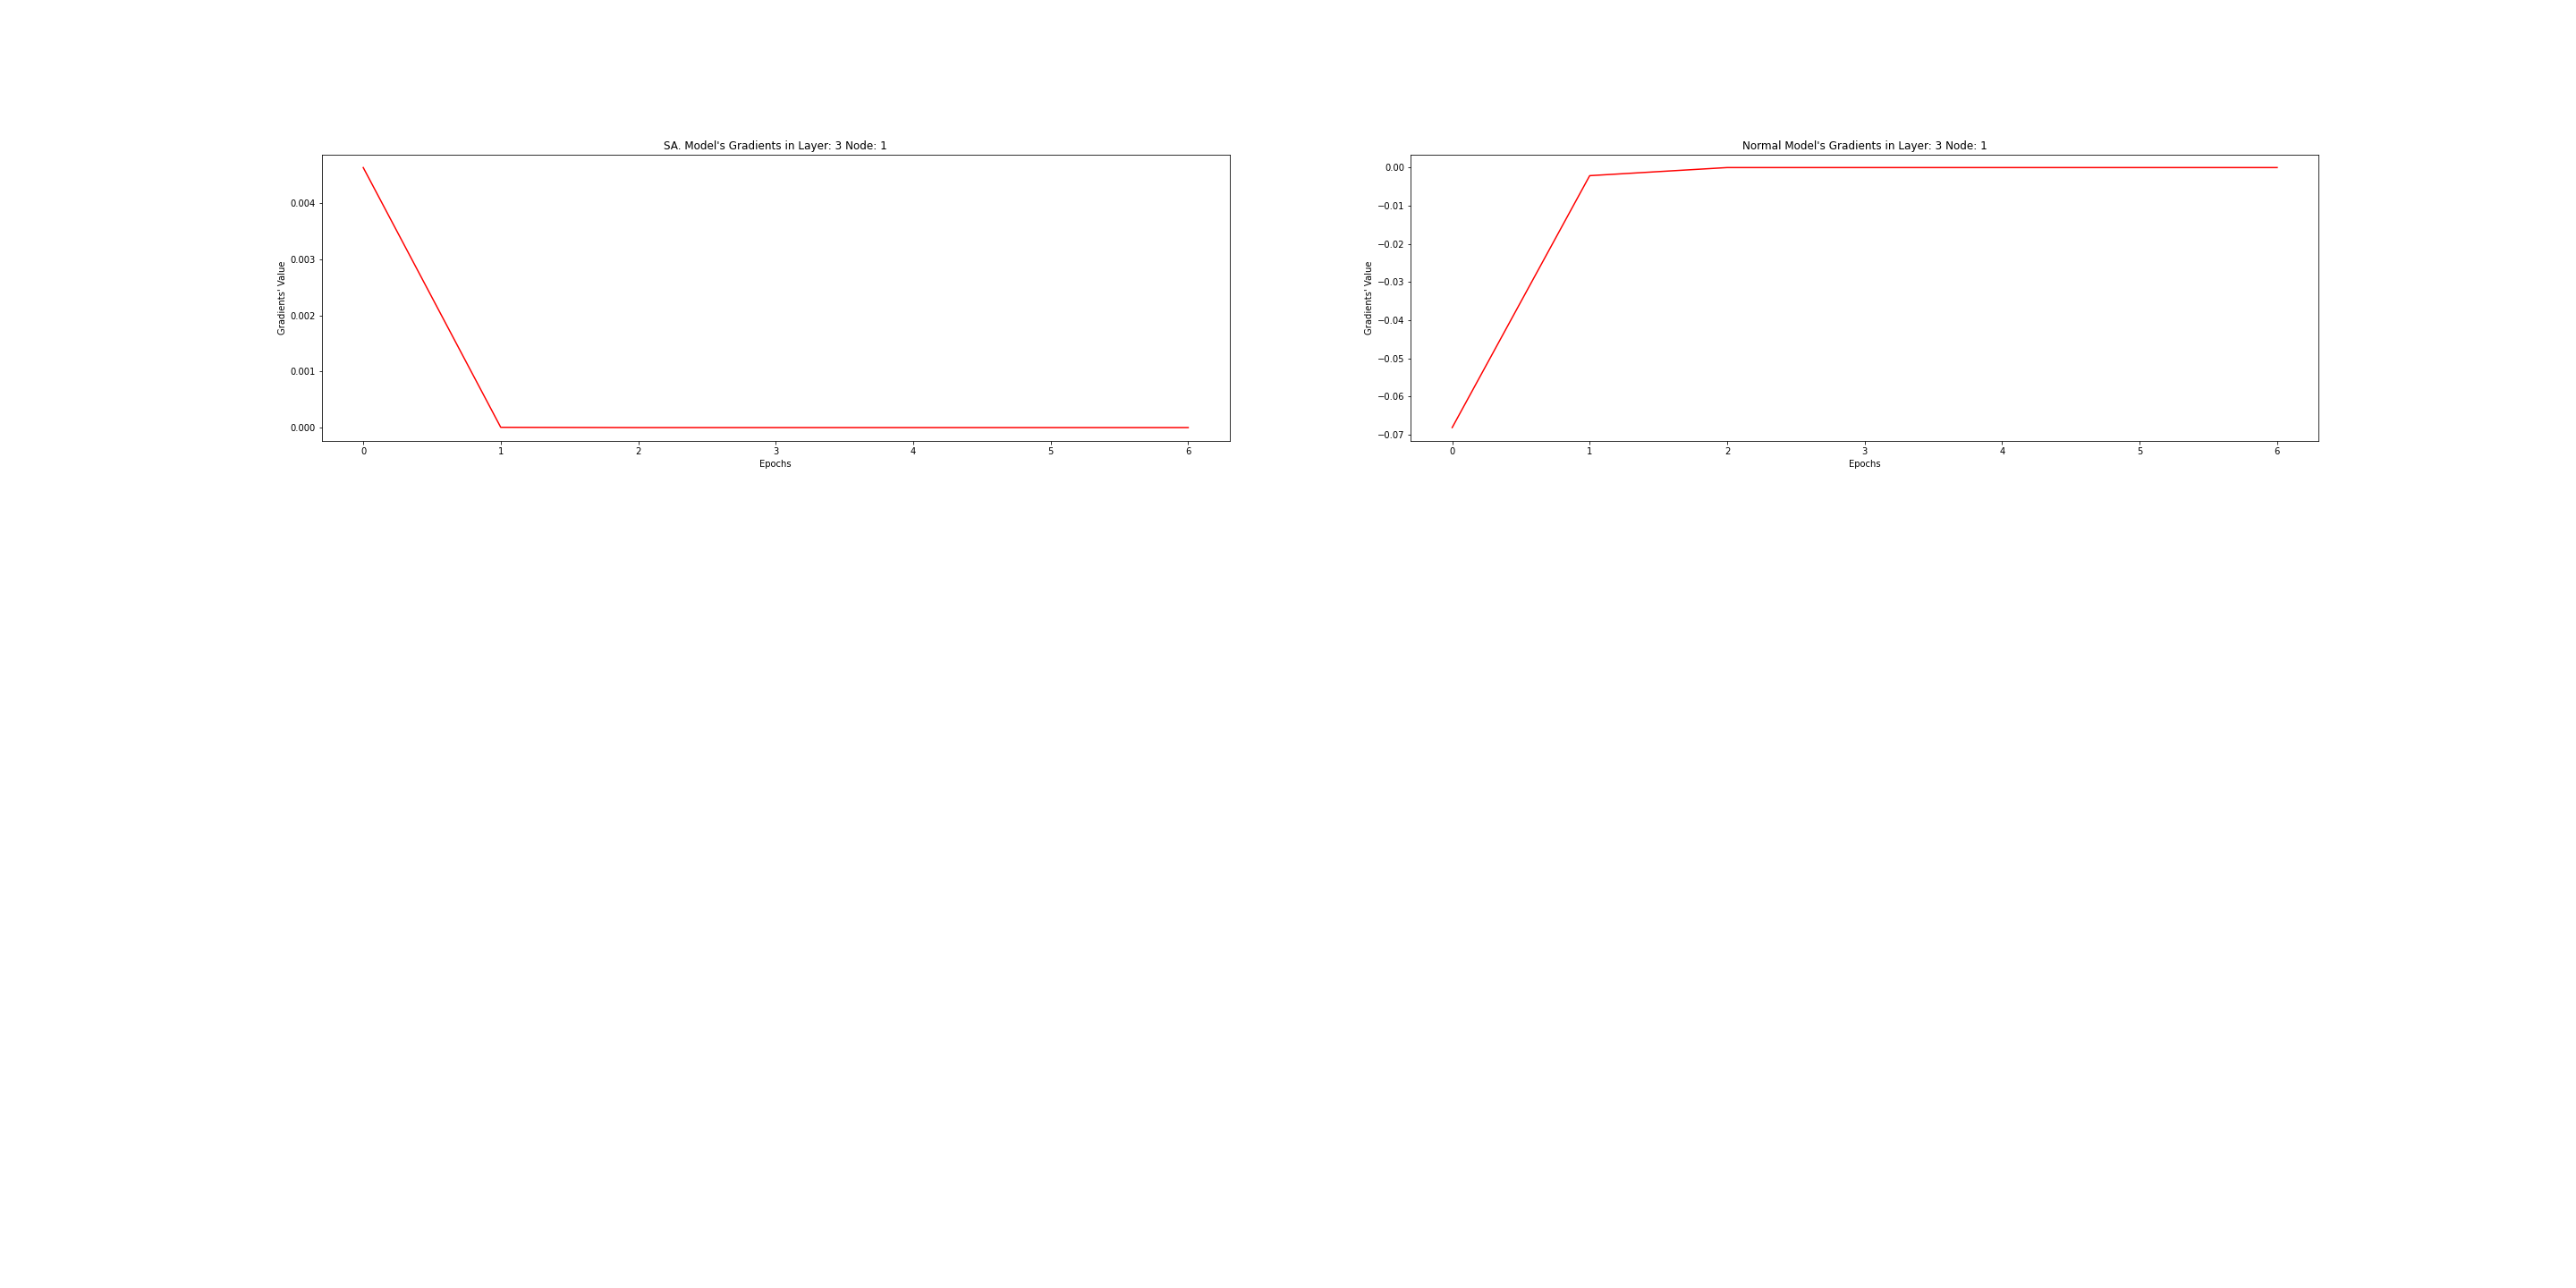 SA. Model's Gradients in Layer: 3 Node: 1
Gradients' Value
0.004
0.003
0.002
0.001
0.000
0 1 2 3 4 5 6
Epochs
Normal Model's Gradients in Layer: 3 Node: 1
Gradients' Value
0.00
−0.01
−0.02
−0.03
−0.04
−0.05
−0.06
−0.07
0 1 2 3 4 5 6
Epochs